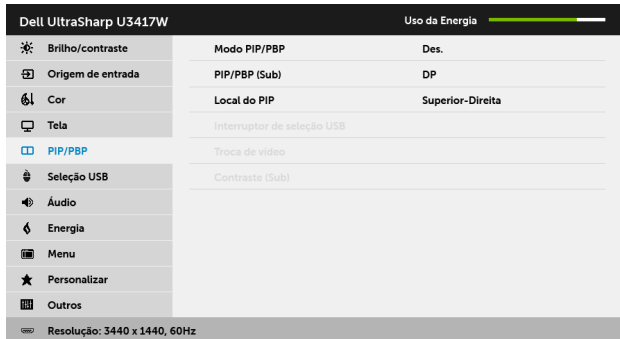 Dell UltraSharp U3417W Uso da Energia
Brilho/contraste Modo PIP/PBP Des.
Origem de entrada PIP/PBP (Sub) DP
Cor Local do PIP Superior-Direita
Tela Interruptor de seleção USB
PIP/PBP Troca de vídeo
Seleção USB Contraste (Sub)
Áudio
Energia
Menu
Personalizar
Outros
Resolução: 3440 x 1440, 60Hz